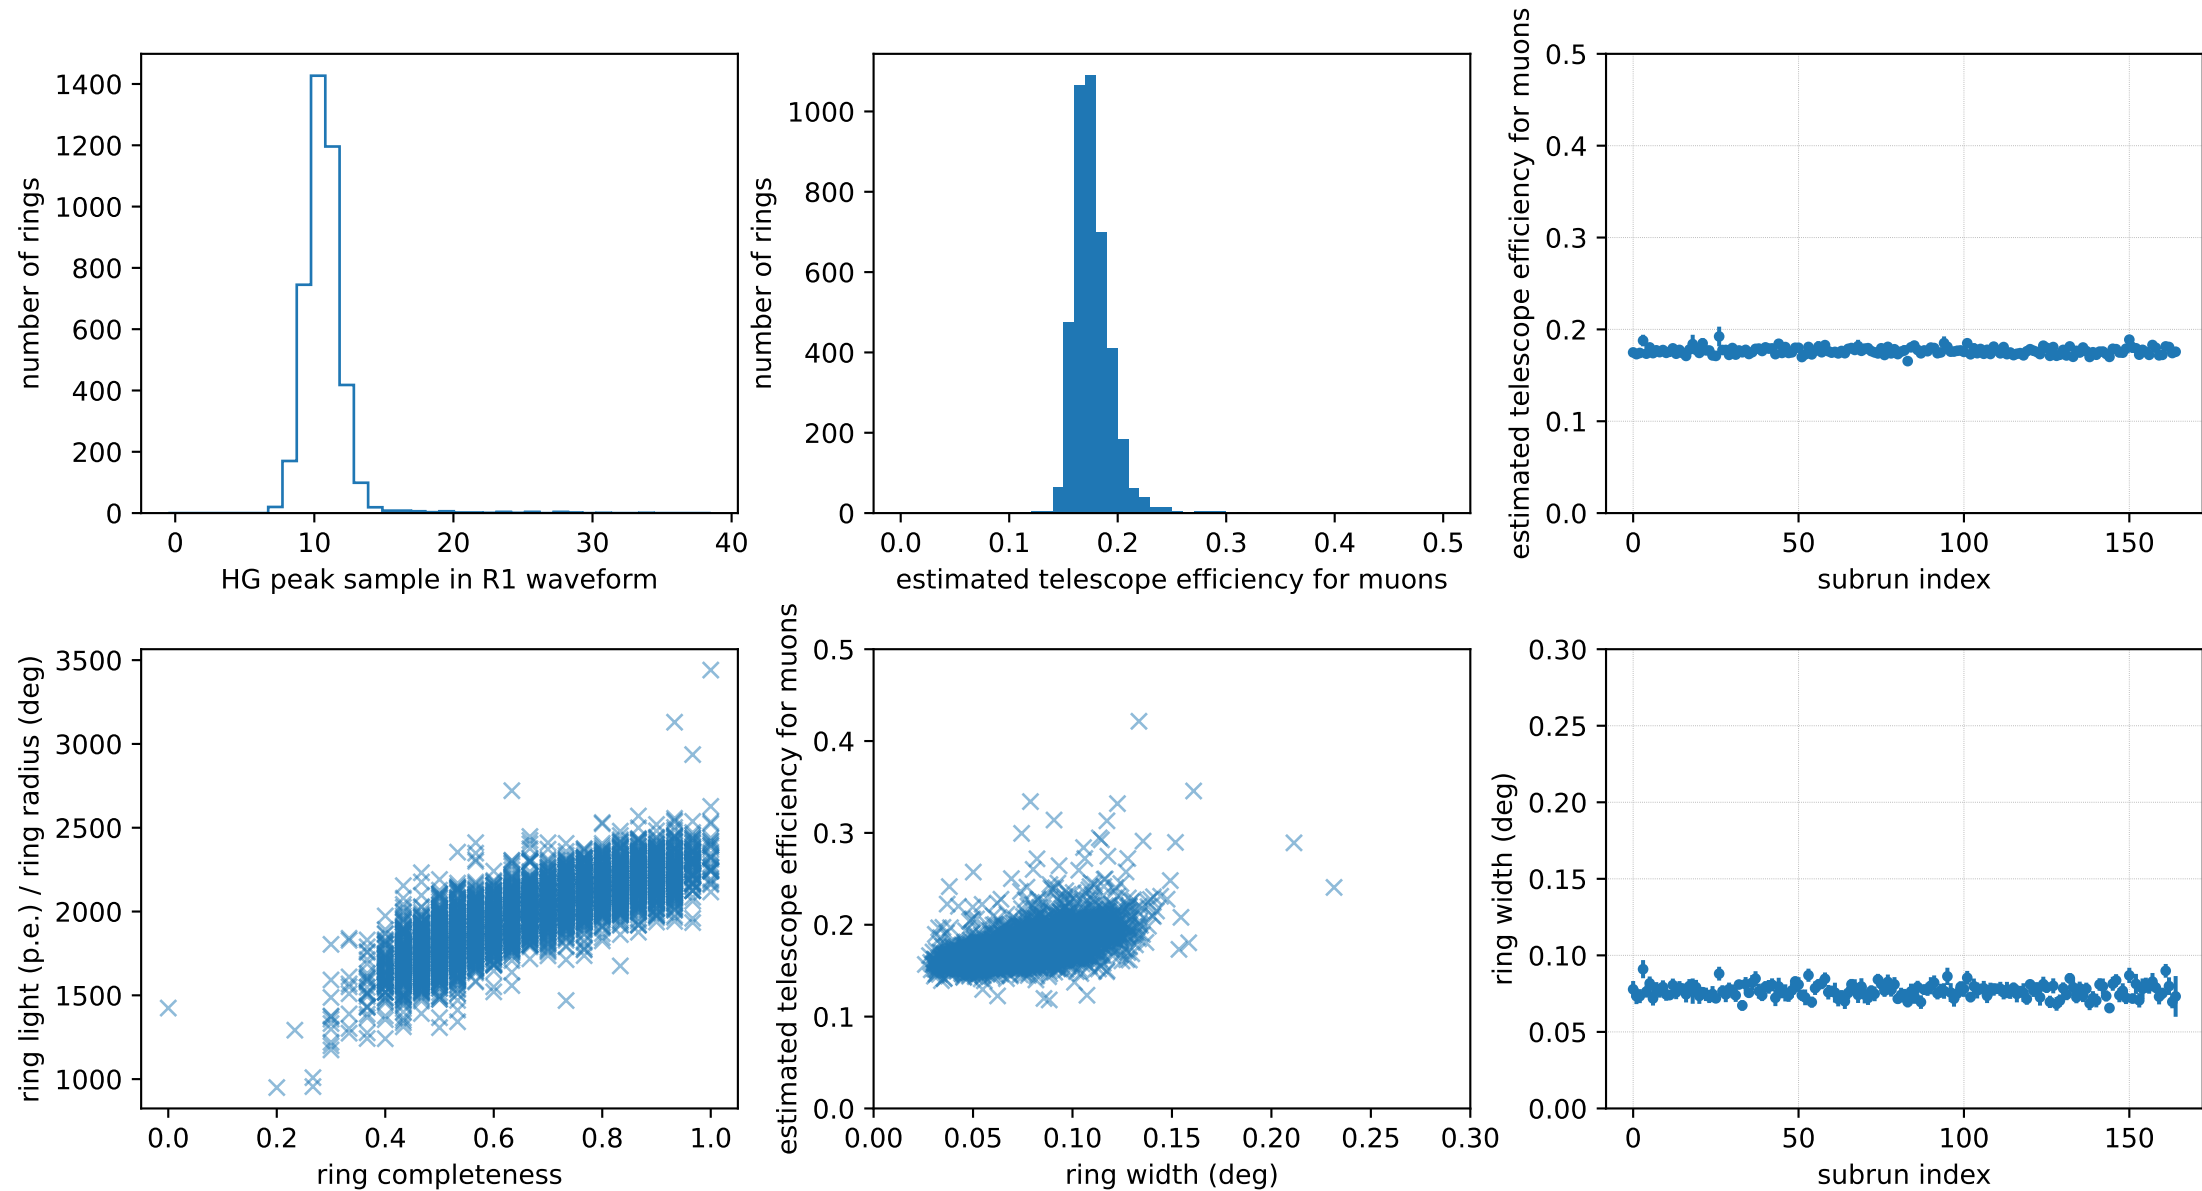 number of rings
1400
1200
1000
800
600
400
200
0
0 10 20 30 40
HG peak sample in R1 waveform
number of rings
1000
800
600
400
200
0
0.0 0.1 0.2 0.3 0.4 0.5
estimated telescope efficiency for muons
estimated telescope efficiency for muons
0.5
0.4
0.3
0.2
0.1
0.0
0 50 100 150
subrun index
ring light (p.e.) / ring radius (deg)
3500
3000
2500
2000
1500
1000
0.0 0.2 0.4 0.6 0.8 1.0
ring completeness
estimated telescope efficiency for muons
0.5
0.4
0.3
0.2
0.1
0.0
0.00 0.05 0.10 0.15 0.20 0.25 0.30
ring width (deg)
ring width (deg)
0.30
0.25
0.20
0.15
0.10
0.05
0.00
0 50 100 150
subrun index